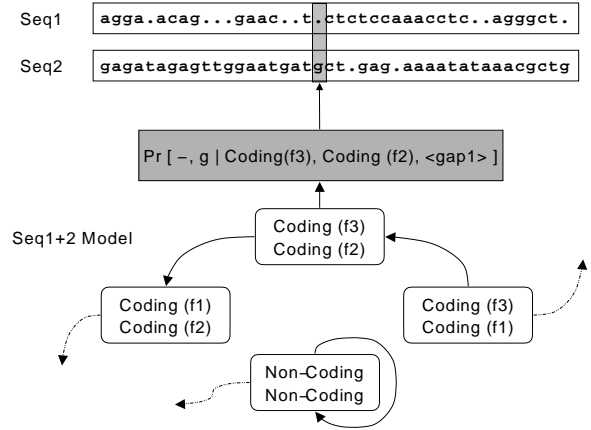 Seq1 agga.acag...gaac..t.ctctccaaacctc..agggct.
Seq2 gagatagagttggaatgatgct.gag.aaaatataaacgctg
Pr [ –, g | Coding(f3), Coding (f2), <gap1> ]
Seq1+2 Model
Coding (f3)
Coding (f2)
Coding (f1)
Coding (f2)
Coding (f3)
Coding (f1)
Non–Coding
Non–Coding